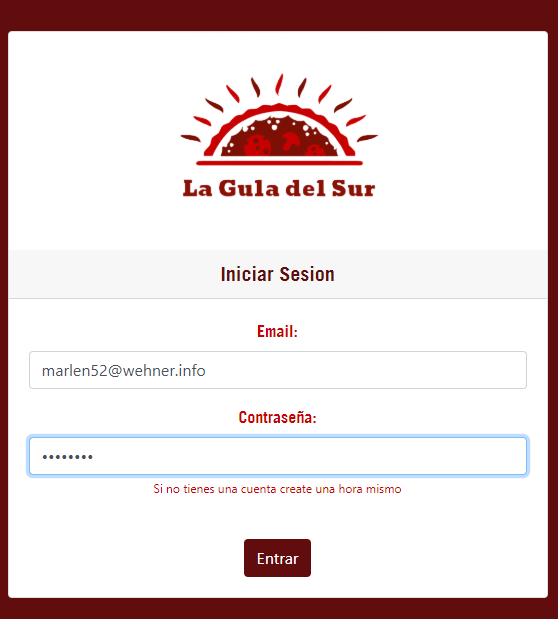 La Gula del Sur
Iniciar Sesion
Email:
marlen52@wehner.info
Contraseña:
••••••••
Si no tienes una cuenta create una hora mismo
Entrar